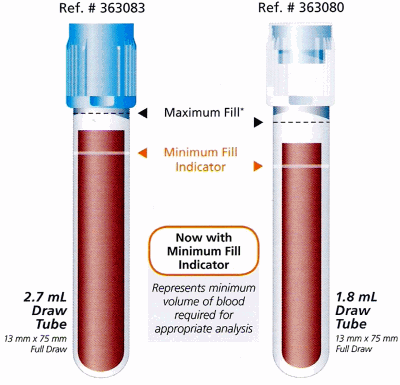 Ref. # 363083
Ref. # 363080
Maximum Fill*
Minimum Fill
Indicator
Now with
Minimum Fill
Indicator
Represents minimum
volume of blood
required for
appropriate analysis
2.7 mL
Draw
Tube
13 mm x 75 mm
Full Draw
1.8 mL
Draw
Tube
13 mm x 75 mm
Full Draw